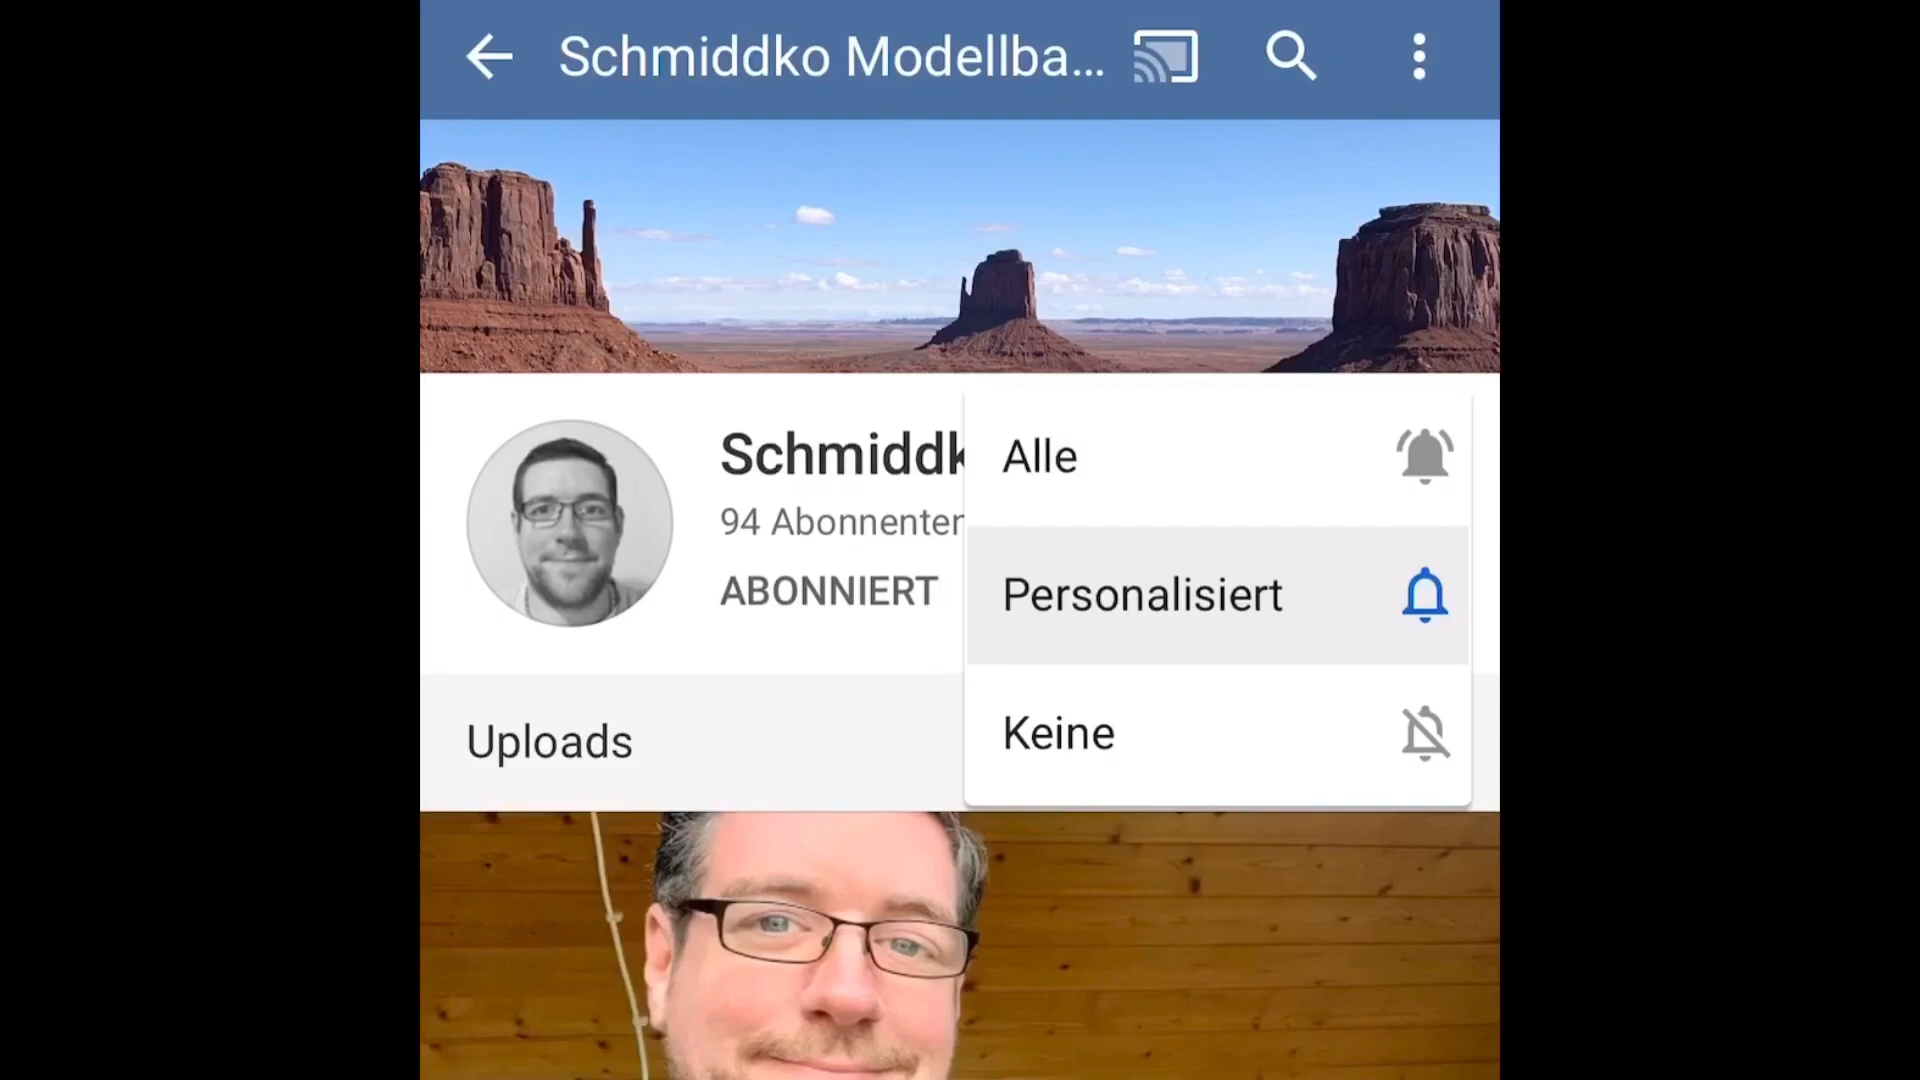 Schmiddko Modellba...
Schmiddk
94 Abonnenten
ABONNIERT
Alle
Personalisiert
Keine
Uploads